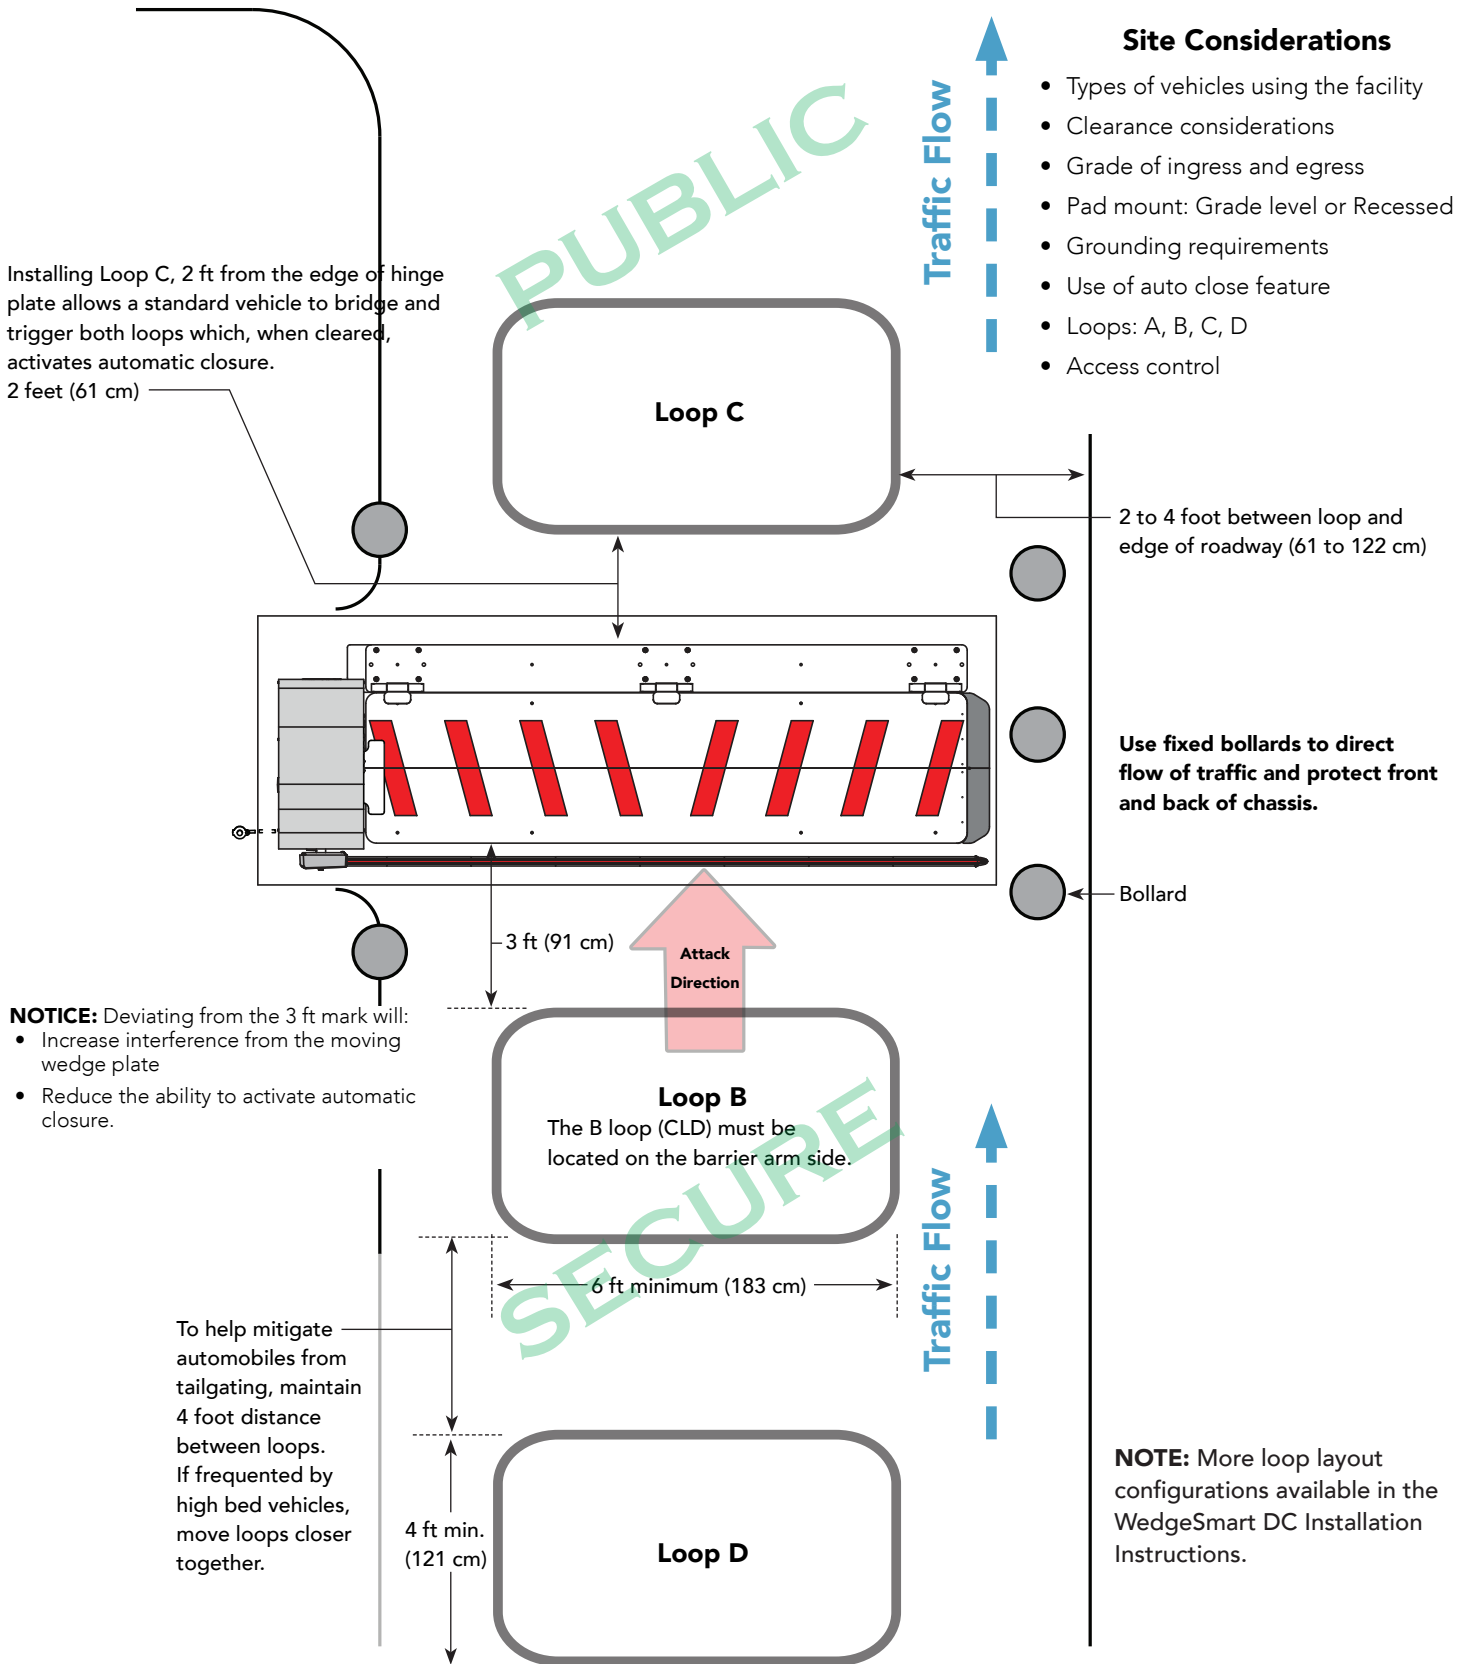 Site Considerations
• Types of vehicles using the facility
• Clearance considerations
• Grade of ingress and egress
• Pad mount: Grade level or Recessed
• Grounding requirements
• Use of auto close feature
• Loops: A, B, C, D
• Access control
Traffic Flow
PUBLIC
Installing Loop C, 2 ft from the edge of hinge
plate allows a standard vehicle to bridge and
trigger both loops which, when cleared,
activates automatic closure.
2 feet (61 cm)
Loop C
2 to 4 foot between loop and
edge of roadway (61 to 122 cm)
Use fixed bollards to direct
flow of traffic and protect front
and back of chassis.
Bollard
3 ft (91 cm)
Attack
Direction
NOTICE: Deviating from the 3 ft mark will:
• Increase interference from the moving
wedge plate
• Reduce the ability to activate automatic
closure.
Loop B
The B loop (CLD) must be
located on the barrier arm side.
SECURE
Traffic Flow
6 ft minimum (183 cm)
To help mitigate
automobiles from
tailgating, maintain
4 foot distance
between loops.
If frequented by
high bed vehicles,
move loops closer
together.
4 ft min.
(121 cm)
Loop D
NOTE: More loop layout
configurations available in the
WedgeSmart DC Installation
Instructions.